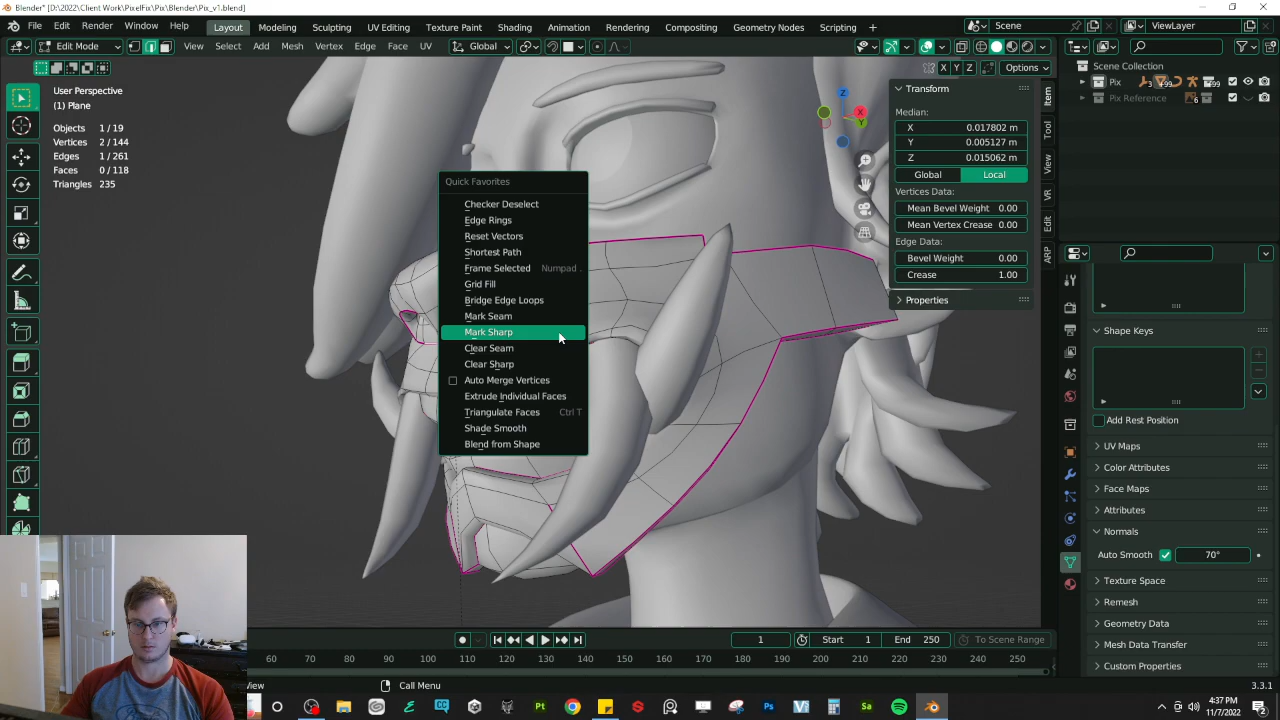 Blender* [D:\2022\Client Work\PixelFix\Pix\Blender\Pix_v1.blend]
File Edit Render Window Help
Layout Modeling Sculpting UV Editing Texture Paint Shading Animation Rendering Compositing Geometry Nodes Scripting +
Scene
ViewLayer
Edit Mode View Select Add Mesh Vertex Edge Face UV
Global
X Y Z Options
User Perspective
(1) Plane
Objects 1/19
Vertices 2/144
Edges 1/261
Faces 0/118
Triangles 235
Quick Favorites
Checker Deselect
Edge Rings
Reset Vectors
Shortest Path
Frame Selected Numpad .
Grid Fill
Bridge Edge Loops
Mark Seam
Mark Sharp
Clear Seam
Clear Sharp
Auto Merge Vertices
Extrude Individual Faces
Triangulate Faces Ctrl T
Shade Smooth
Blend from Shape
Z
X
Y
Transform
Median:
X 0.017802 m
Y 0.005127 m
Z 0.015062 m
Global Local
Vertices Data:
Mean Bevel Weight 0.00
Mean Vertex Crease 0.00
Edge Data:
Bevel Weight 0.00
Crease 1.00
Properties
Item
Tool
View
VR
Edit
ARP
Scene Collection
Pix
Pix Reference 6
Shape Keys
Add Rest Position
UV Maps
Color Attributes
Face Maps
Attributes
Normals
Auto Smooth 70°
Texture Space
Remesh
Geometry Data
Mesh Data Transfer
Custom Properties
1 Start 1 End 250
To Scene Range
60 70 80 90 100 110 120 130 140 150 160 170 180 190 200 210 220 230 240 250
View Call Menu
3.3.1
4:37 PM
11/7/2022